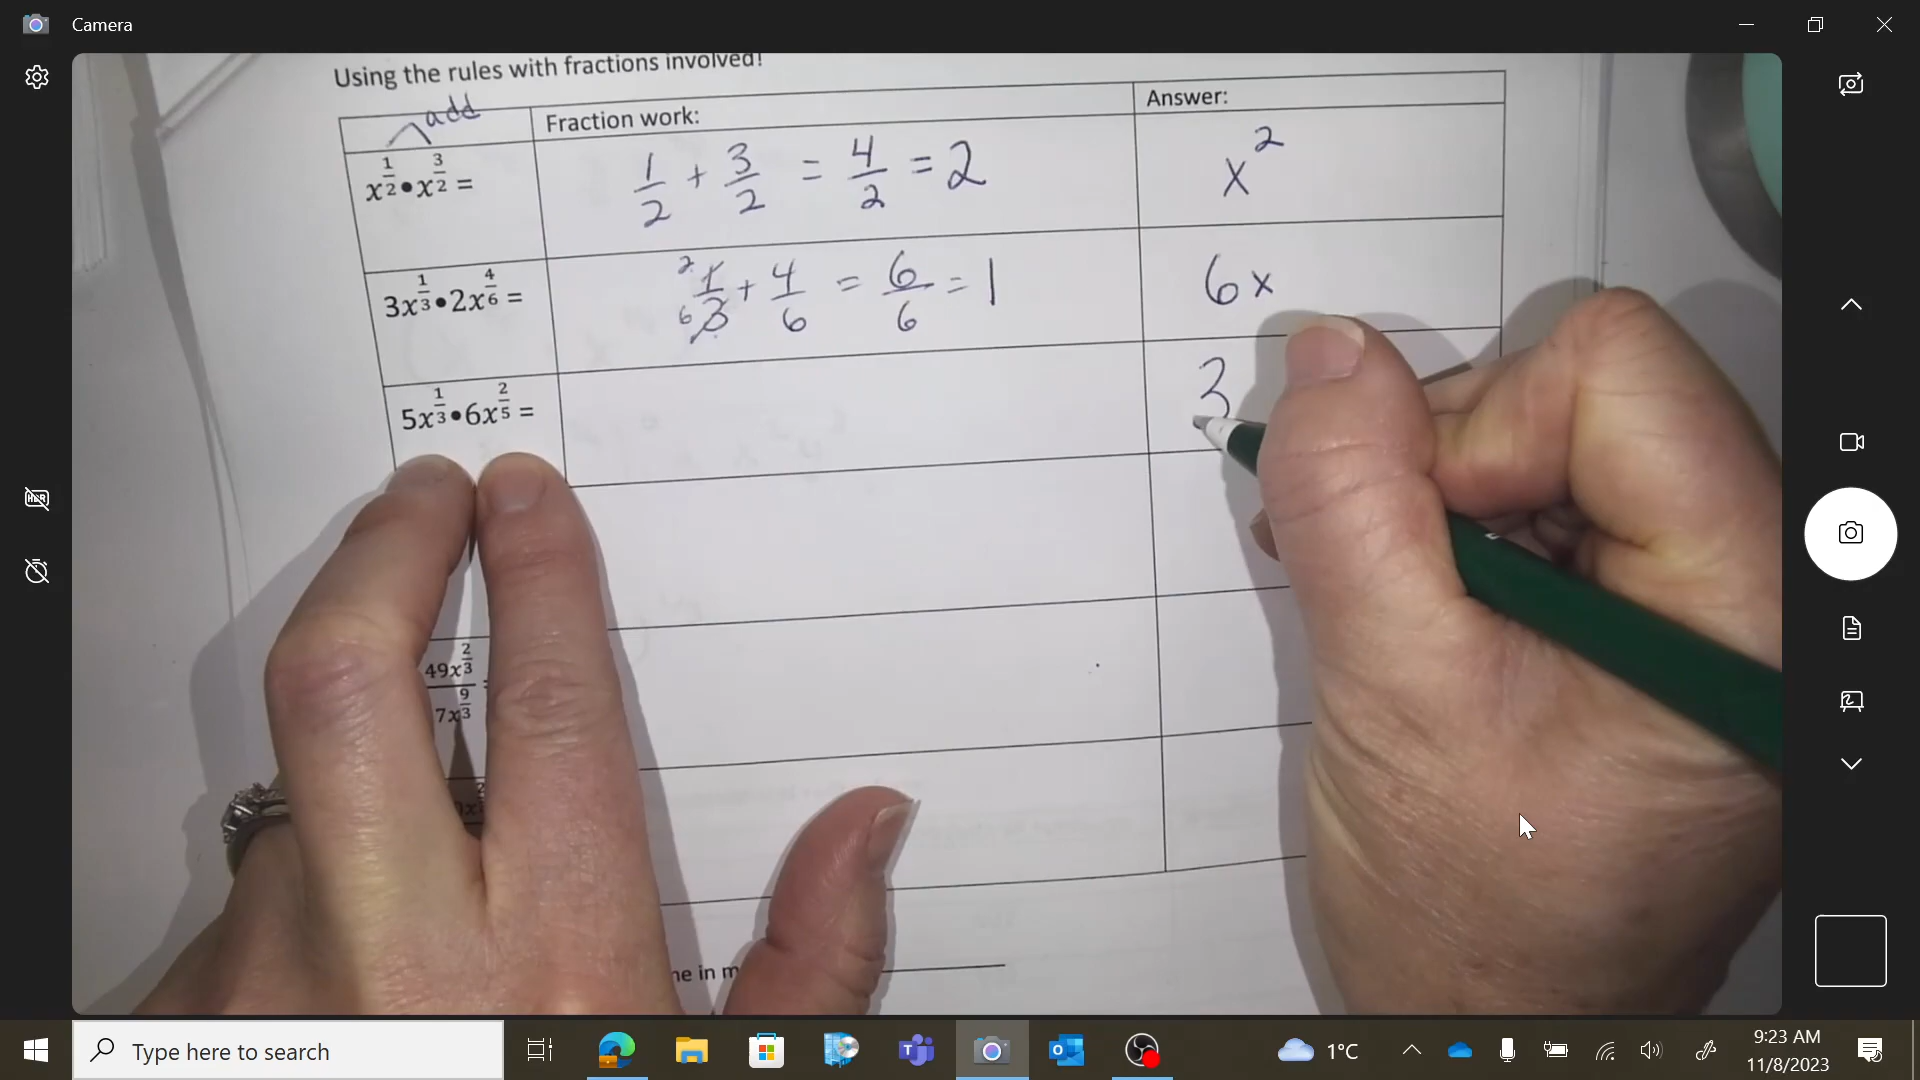 Camera
Using the rules with fractions involved!
add
Fraction work:
Answer:
x^{1/2}•x^{3/2} =
1/2 + 3/2 = 4/2 = 2
x^2
3x^{1/3}•2x^{4/6} =
2 1/3 6 + 4/6 = 6/6 = 1
6x
5x^{1/3}•6x^{2/5} =
3
49x^{2/3}
7x^{9/3}
Type here to search
1°C
9:23 AM
11/8/2023